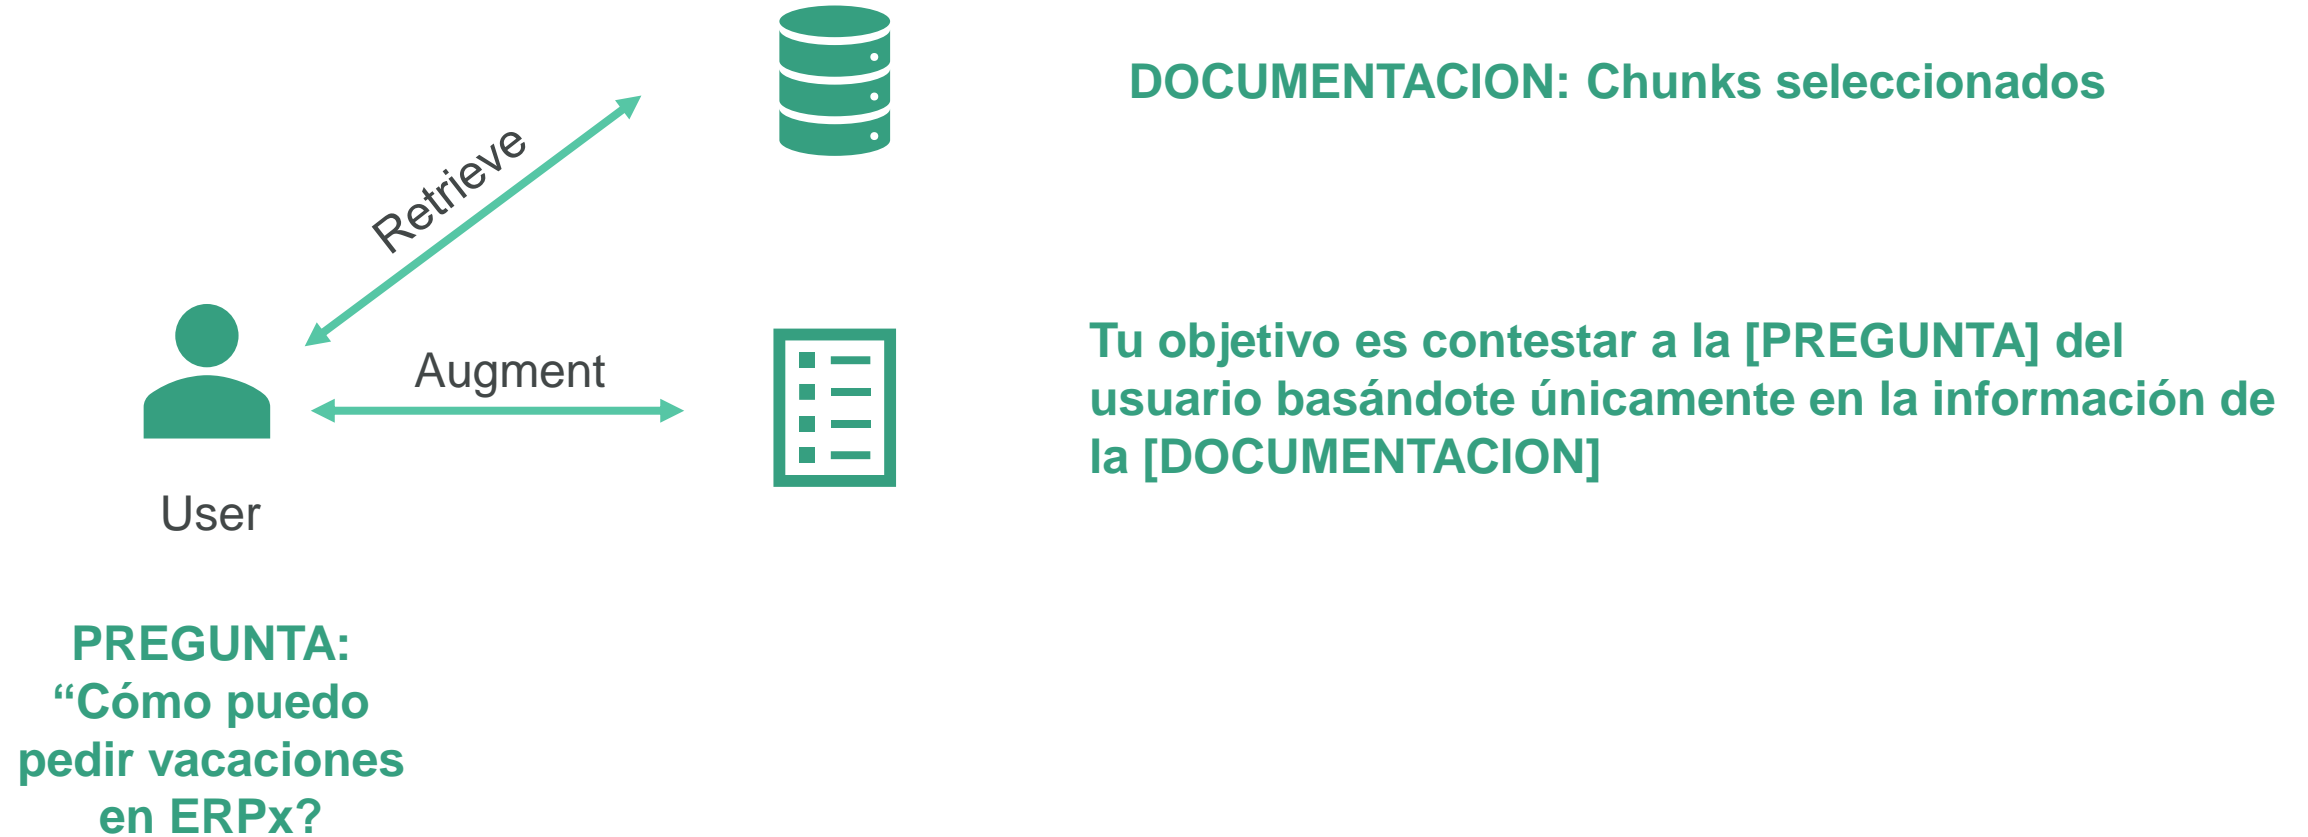 DOCUMENTACION: Chunks seleccionados
Retrieve
Augment
Tu objetivo es contestar a la [PREGUNTA] del
usuario basándote únicamente en la información de
la [DOCUMENTACION]
User
PREGUNTA:
“Cómo puedo
pedir vacaciones
en ERPx?